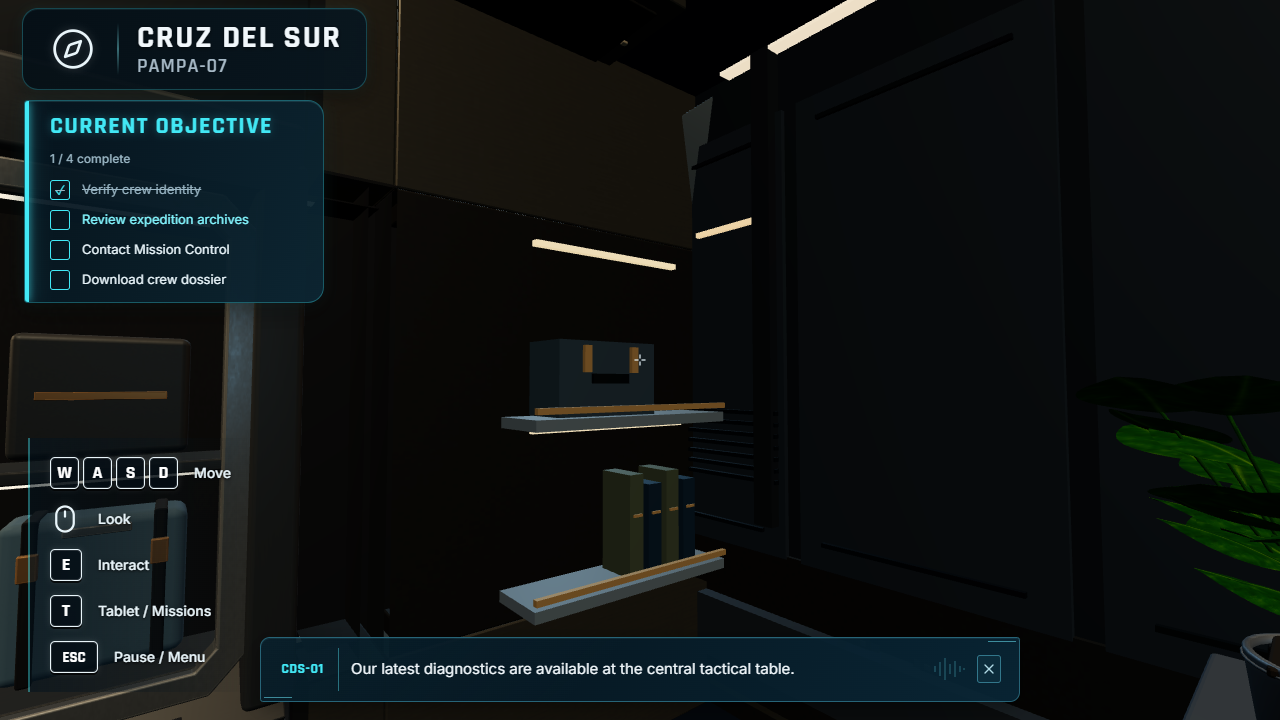 CRUZ DEL SUR
PAMPA-07
CURRENT OBJECTIVE
1 / 4 complete
Verify crew identity
Review expedition archives
Contact Mission Control
Download crew dossier
W A S D Move
Look
E Interact
T Tablet / Missions
ESC Pause / Menu
CDS-01 Our latest diagnostics are available at the central tactical table.